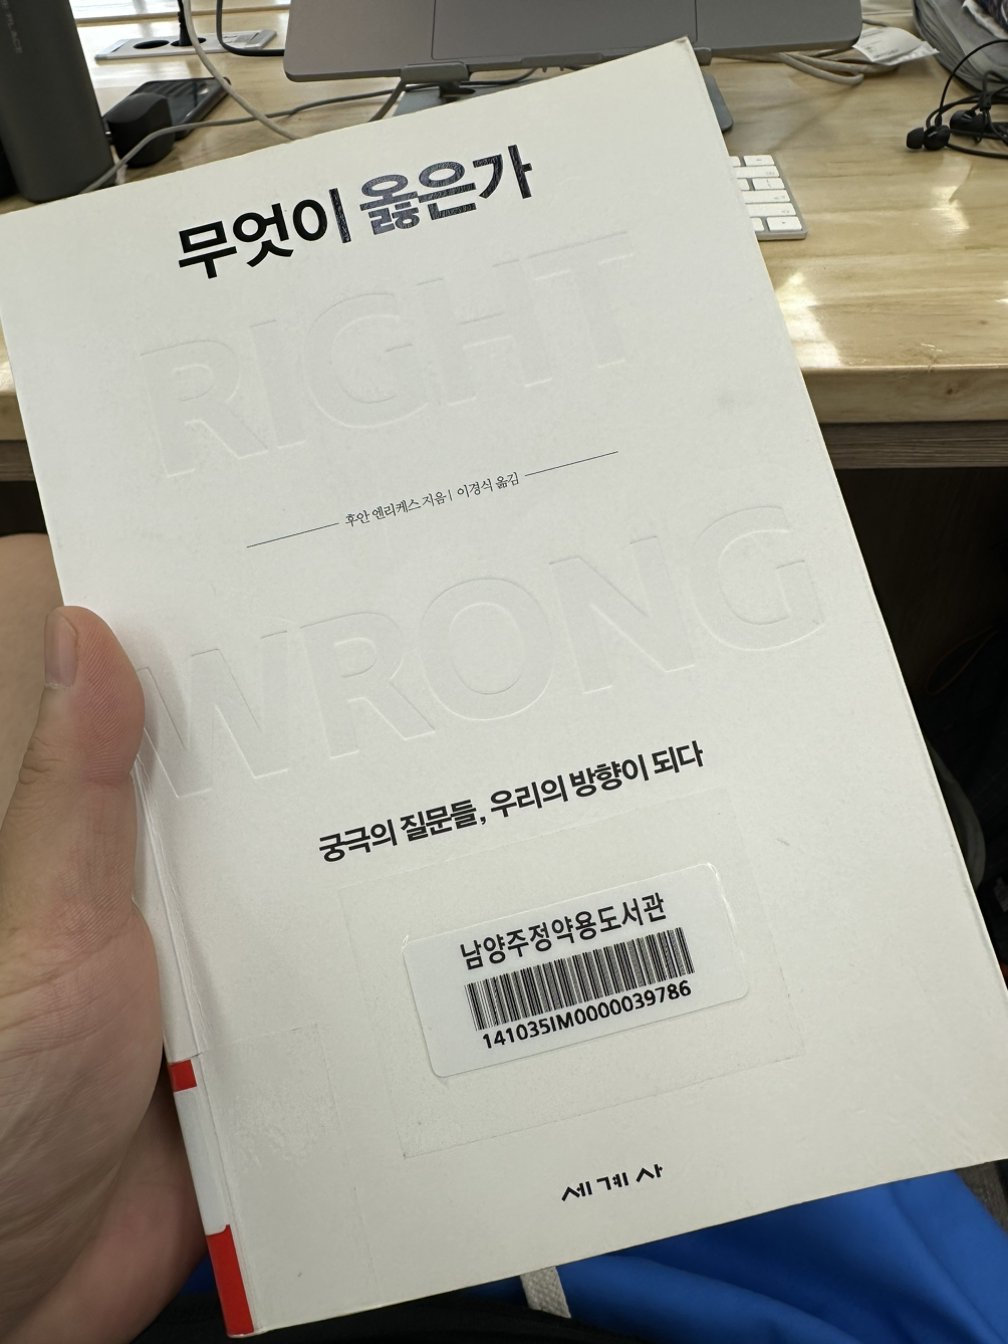 무엇이 옳은가
RIGHT
후안 엔리케스 지음 | 이경식 옮김
WRONG
궁극의 질문들, 우리의 방향이 되다
남양주정약용도서관
141035IM0000039786
세계사